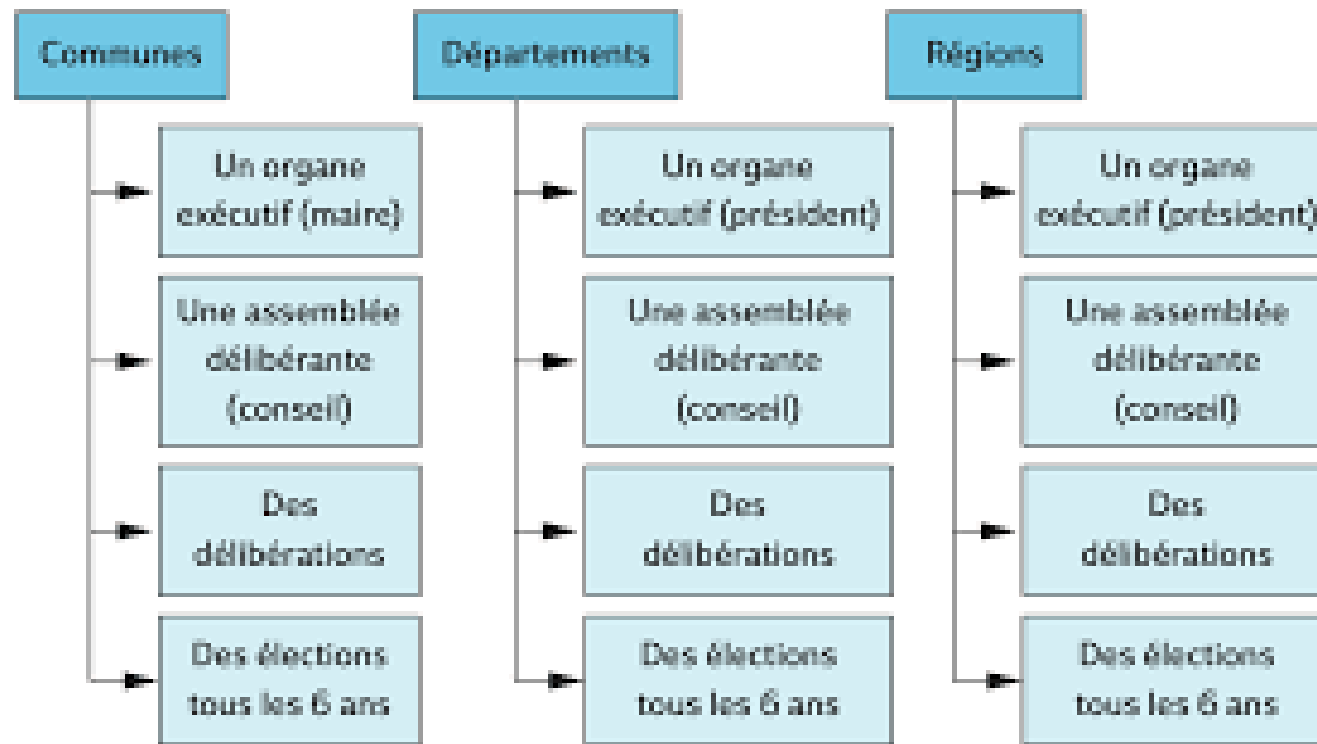 Communes
Un organe
exécutif (maire)
Une assemblée
délibérante
(conseil)
Des
délibérations
Des élections
tous les 6 ans
Départements
Un organe
exécutif (président)
Une assemblée
délibérante
(conseil)
Des
délibérations
Des élections
tous les 6 ans
Régions
Un organe
exécutif (président)
Une assemblée
délibérante
(conseil)
Des
délibérations
Des élections
tous les 6 ans